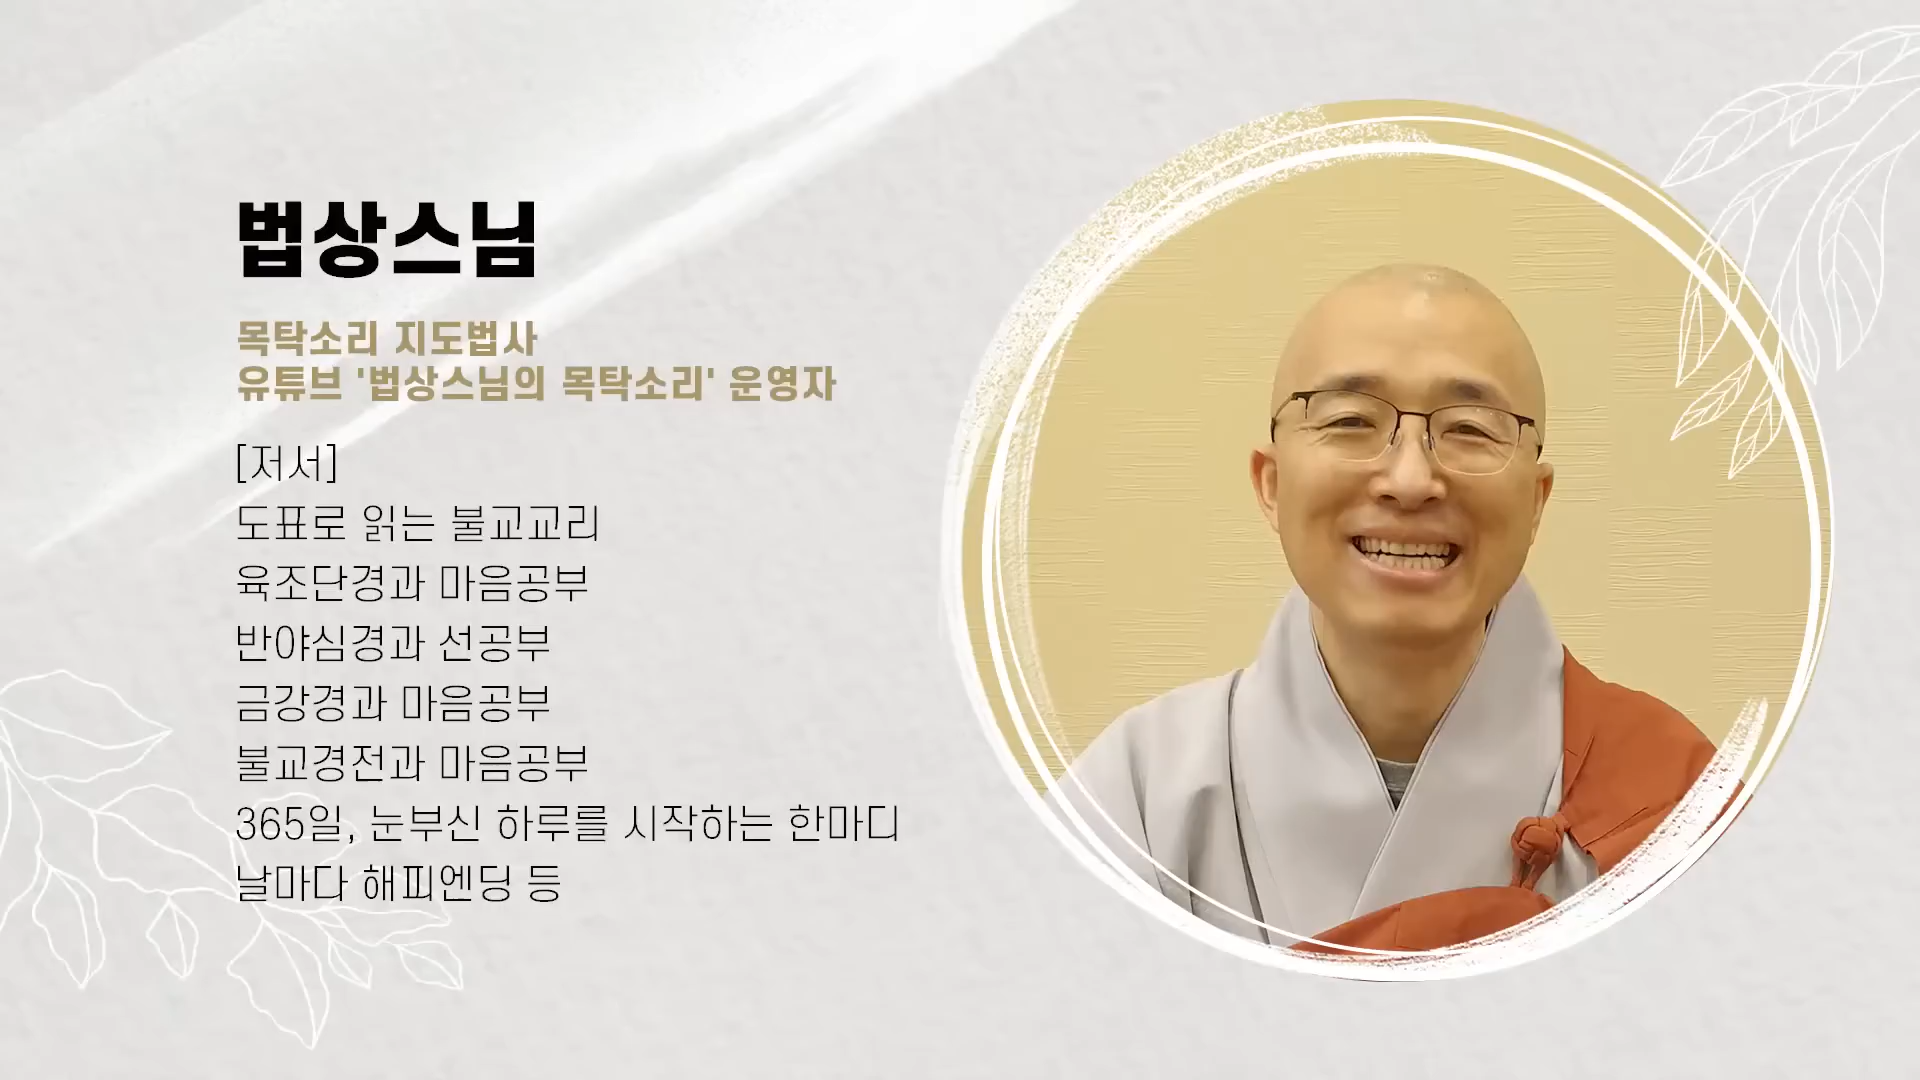 법상스님
목탁소리 지도법사
유튜브 '법상스님의 목탁소리' 운영자
[저서]
도표로 읽는 불교교리
육조단경과 마음공부
반야심경과 선공부
금강경과 마음공부
불교경전과 마음공부
365일, 눈부신 하루를 시작하는 한마디
날마다 해피엔딩 등